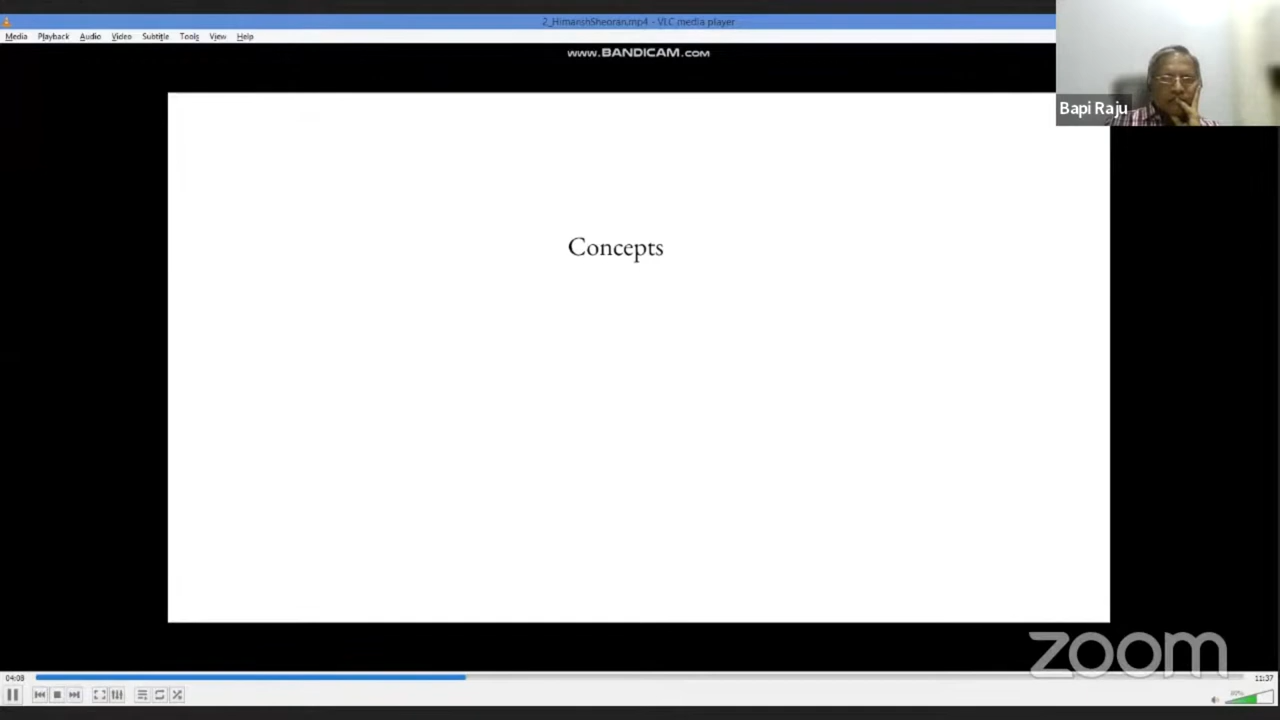 2_HimanshSheoran.mp4 - VLC media player
Media Playback Audio Video Subtitle Tools View Help
www.BANDICAM.com
Bapi Raju
Concepts
zoom
04:08
11:37